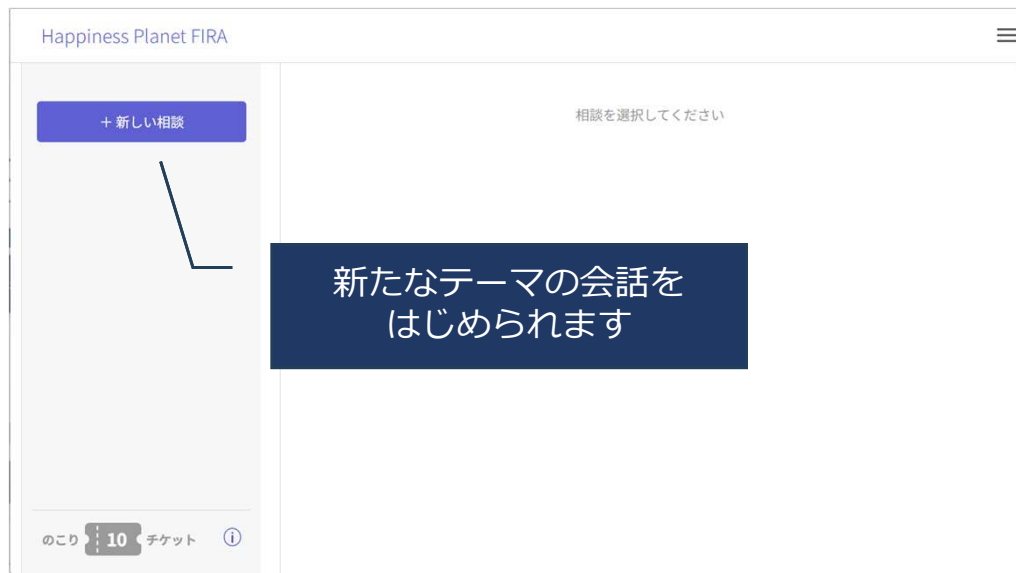 Happiness Planet FIRA
＋新しい相談
相談を選択してください
新たなテーマの会話を
はじめられます
のこり 10 チケット